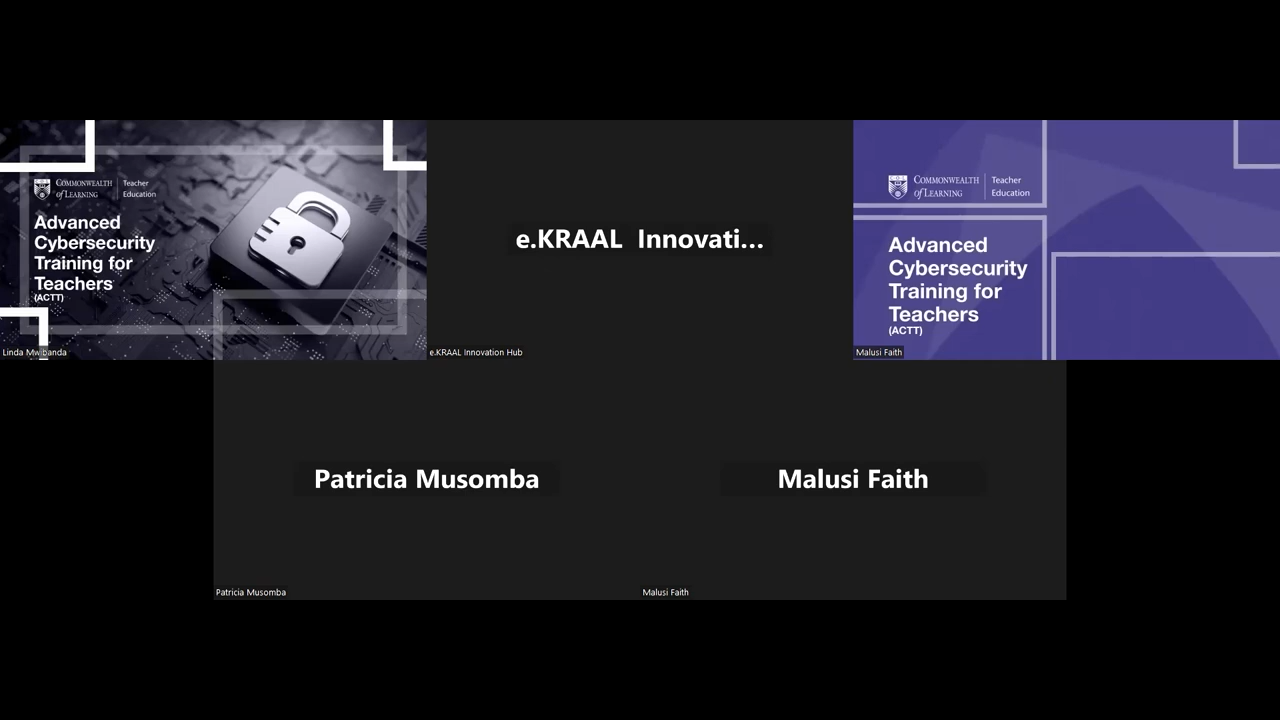 COMMONWEALTH
of LEARNING
Teacher
Education
Advanced
Cybersecurity
Training for
Teachers
(ACTT)
Linda Mwibanda
e.KRAAL Innovati...
e.KRAAL Innovation Hub
C O L
COMMONWEALTH
of LEARNING
Teacher
Education
Advanced
Cybersecurity
Training for
Teachers
(ACTT)
Malusi Faith
Patricia Musomba
Patricia Musomba
Malusi Faith
Malusi Faith